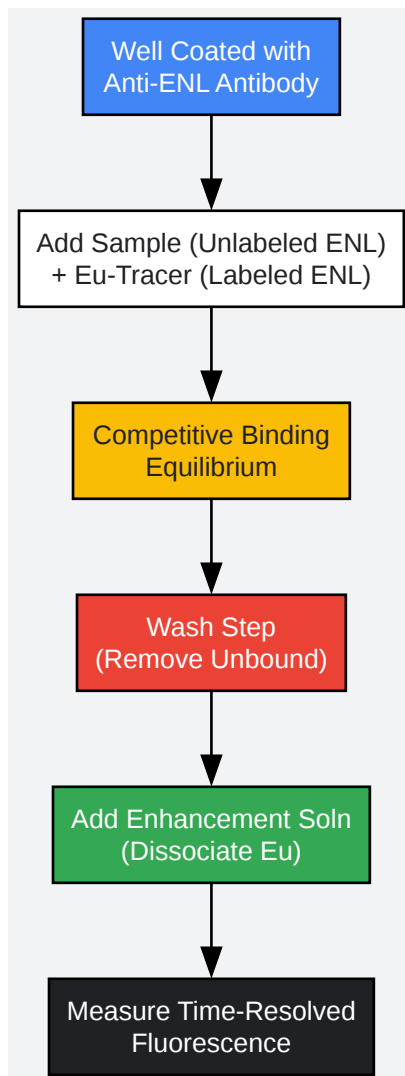 Well Coated with
Anti-ENL Antibody
Add Sample (Unlabeled ENL)
+ Eu-Tracer (Labeled ENL)
Competitive Binding
Equilibrium
Wash Step
(Remove Unbound)
Add Enhancement Soln
(Dissociate Eu)
Measure Time-Resolved
Fluorescence